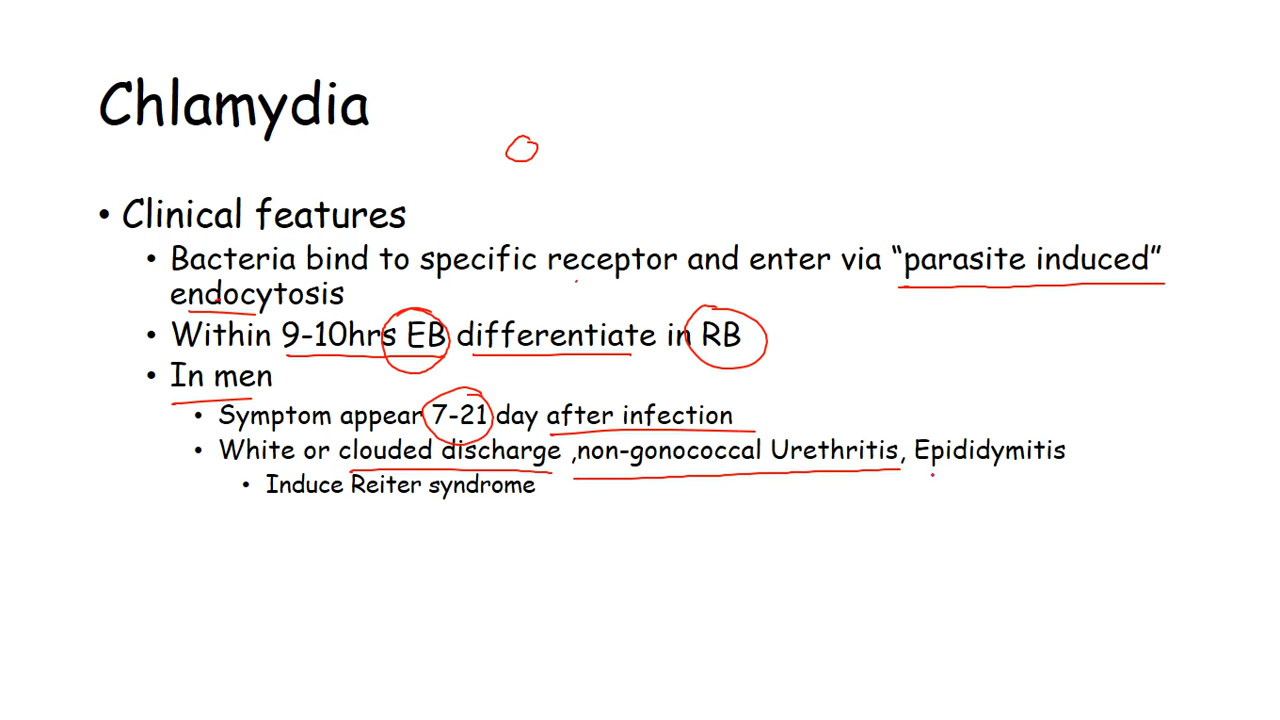 Chlamydia
• Clinical features
• Bacteria bind to specific receptor and enter via “parasite induced”
endocytosis
• Within 9-10hrs EB differentiate in RB
• In men
• Symptom appear 7-21 day after infection
• White or clouded discharge ,non-gonococcal Urethritis, Epididymitis
• Induce Reiter syndrome